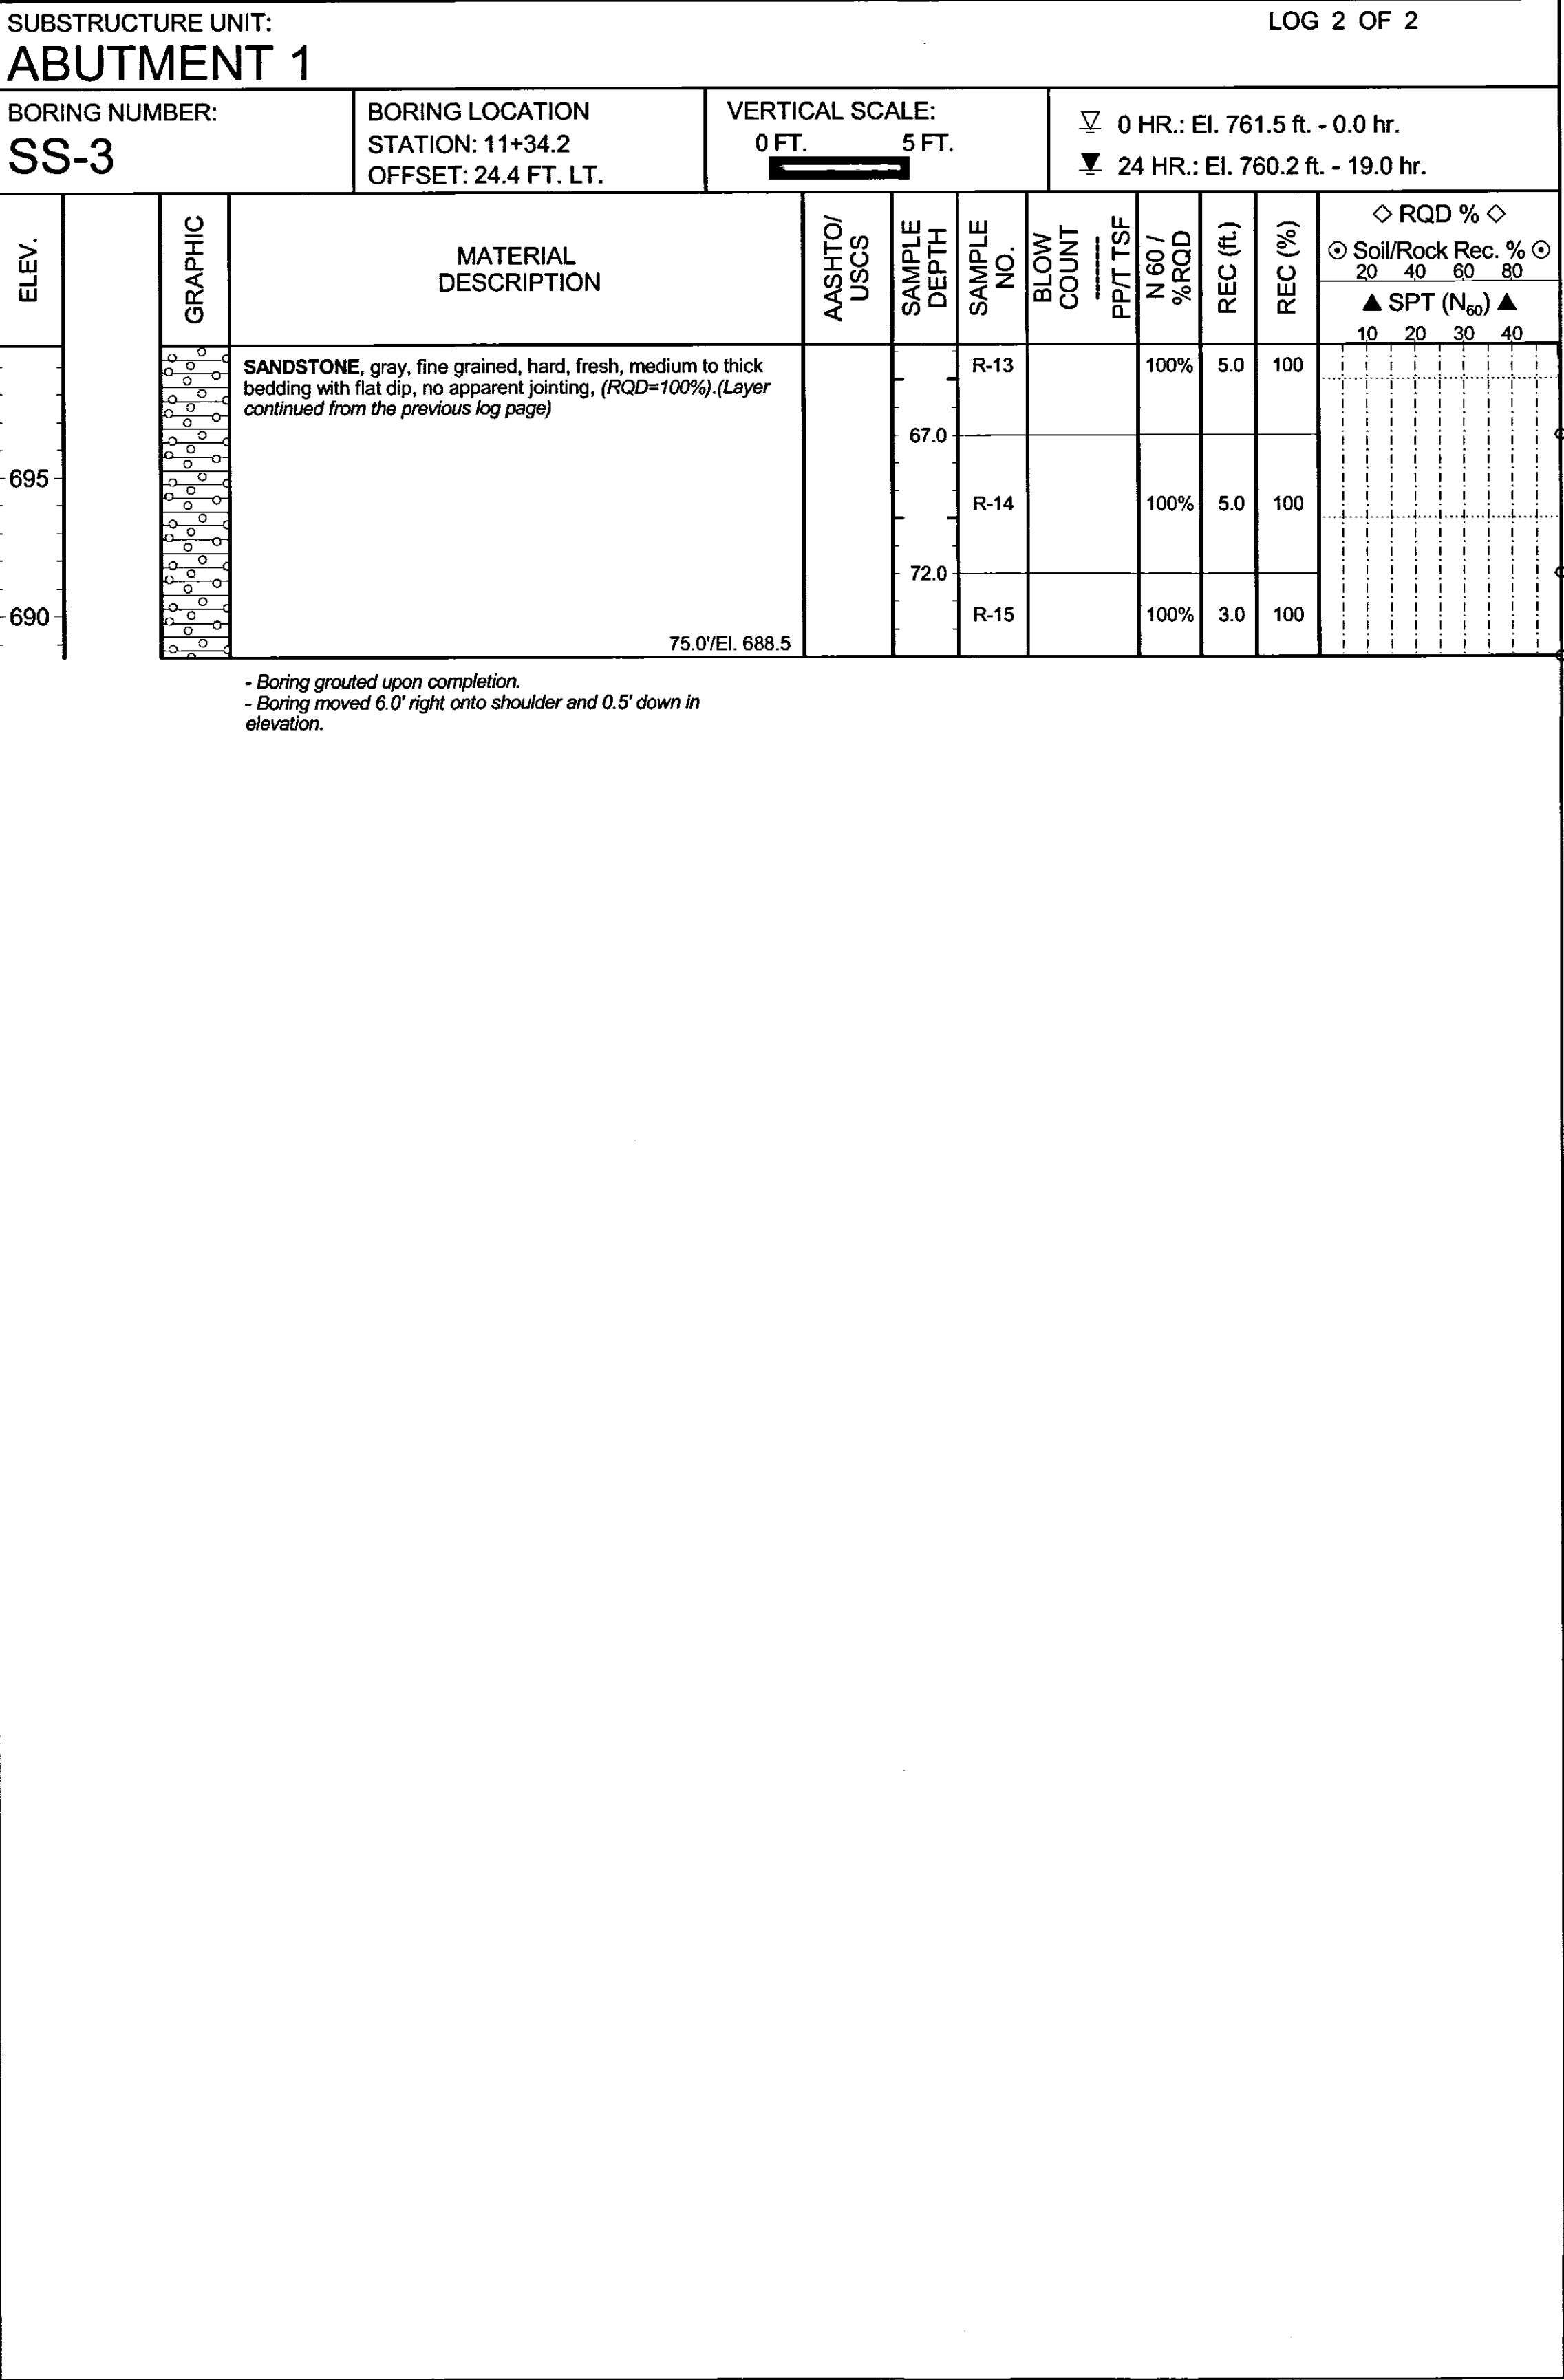 SUBSTRUCTURE UNIT:
LOG 2 OF 2
ABUTMENT 1
BORING NUMBER:
SS-3
BORING LOCATION
STATION: 11+34.2
OFFSET: 24.4 FT. LT.
VERTICAL SCALE:
0 FT. 5 FT.
0 HR.: El. 761.5 ft. - 0.0 hr.
24 HR.: El. 760.2 ft. - 19.0 hr.
ELEV.
GRAPHIC
MATERIAL
DESCRIPTION
AASHTO/
USCS
SAMPLE
DEPTH
SAMPLE
NO.
BLOW
COUNT
--------
PP/T TSF
N 60 /
%RQD
REC (ft.)
REC (%)
◇ RQD % ◇
⊙ Soil/Rock Rec. % ⊙
20 40 60 80
▲ SPT (N60) ▲
10 20 30 40
SANDSTONE, gray, fine grained, hard, fresh, medium to thick
bedding with flat dip, no apparent jointing, (RQD=100%).(Layer
continued from the previous log page)
R-13 100% 5.0 100
67.0
695
R-14 100% 5.0 100
72.0
690
R-15 100% 3.0 100
75.0'/El. 688.5
- Boring grouted upon completion.
- Boring moved 6.0' right onto shoulder and 0.5' down in
elevation.